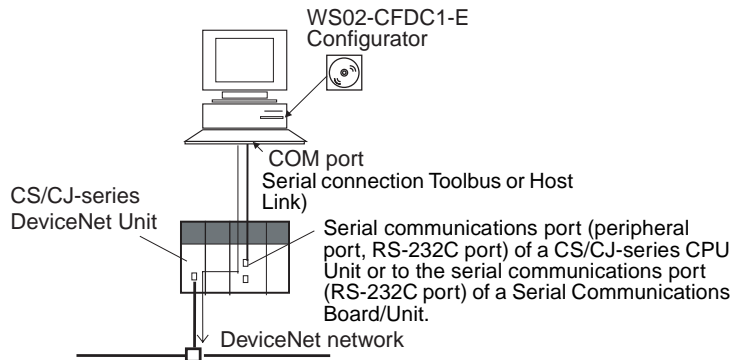 WS02-CFDC1-E
Configurator
COM port
Serial connection Toolbus or Host
Link)
CS/CJ-series
DeviceNet Unit
Serial communications port (peripheral
port, RS-232C port) of a CS/CJ-series CPU
Unit or to the serial communications port
(RS-232C port) of a Serial Communications
Board/Unit.
DeviceNet network